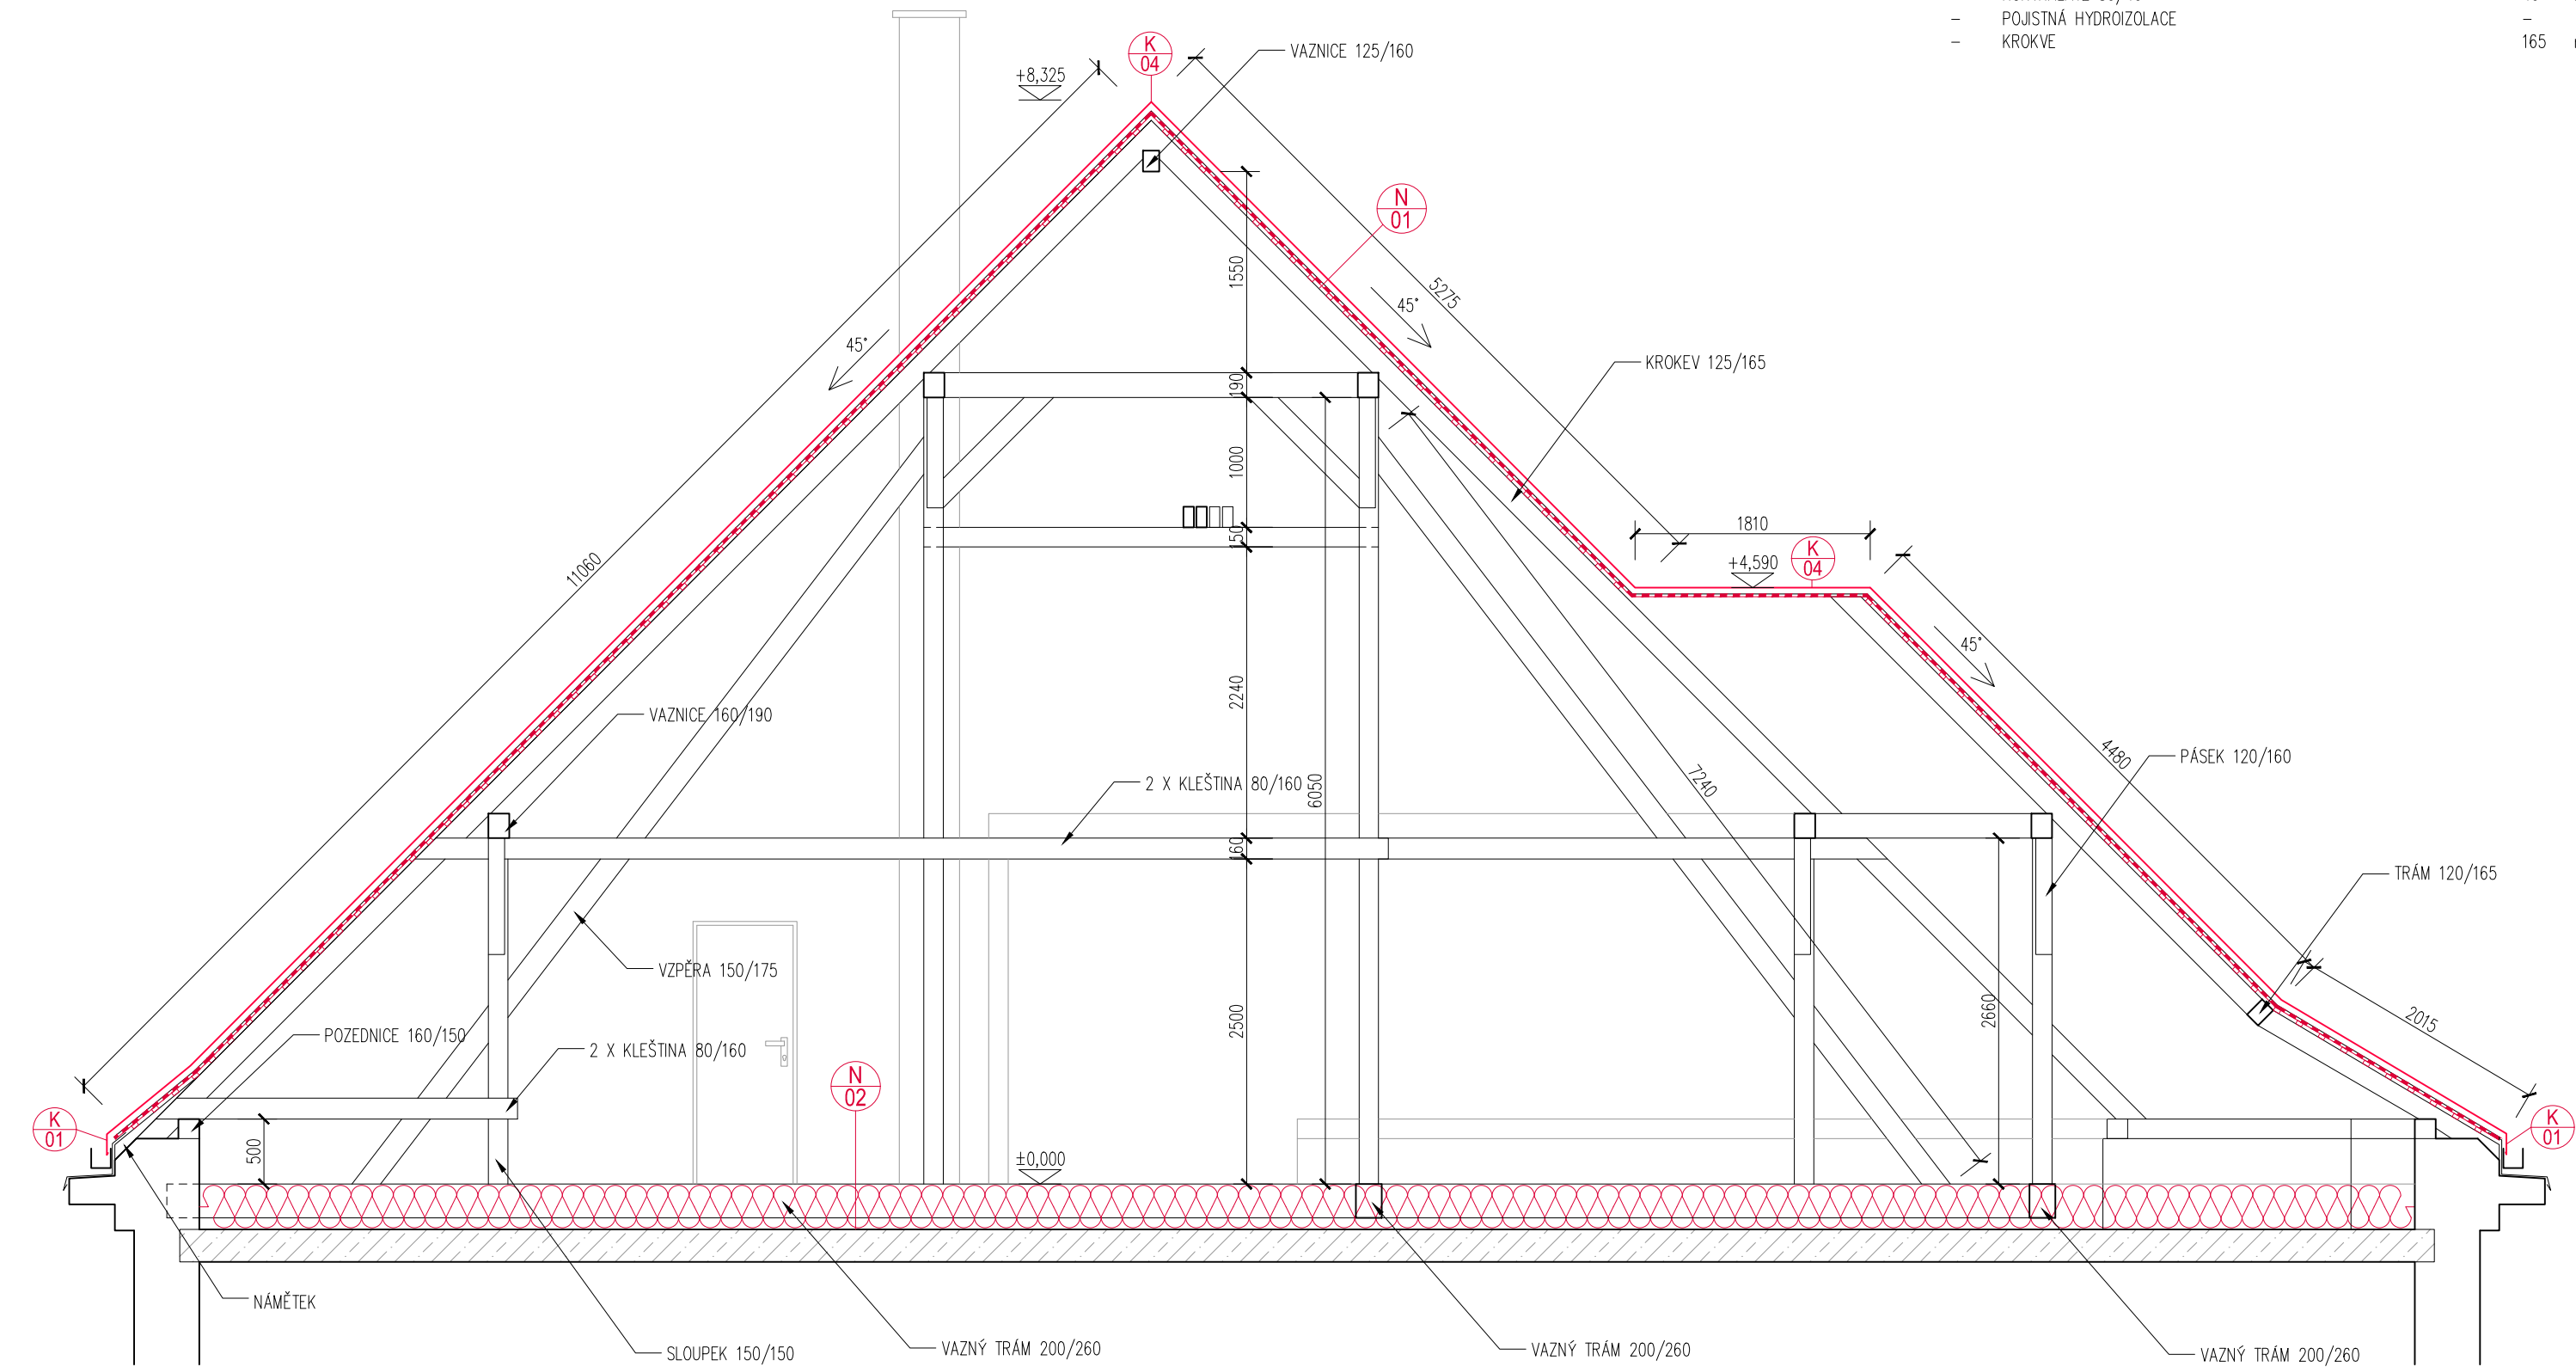 – POJISTNÁ HYDROIZOLACE –
– KROKVE 165
K
04
VAZNICE 125/160
+8,325
N
01
1550
5275
45°
45°
KROKEV 125/165
190
1000
150
1810
K
04
+4,590
11060
45°
2240
VAZNICE 160/190
4480
PÁSEK 120/160
7240
2 X KLEŠTINA 80/160
6050
160
TRÁM 120/165
VZPĚRA 150/175
2500
2660
2015
POZEDNICE 160/150
2 X KLEŠTINA 80/160
N
02
K
01
K
01
500
±0,000
NÁMĚTEK
SLOUPEK 150/150
VAZNÝ TRÁM 200/260
VAZNÝ TRÁM 200/260
VAZNÝ TRÁM 200/260